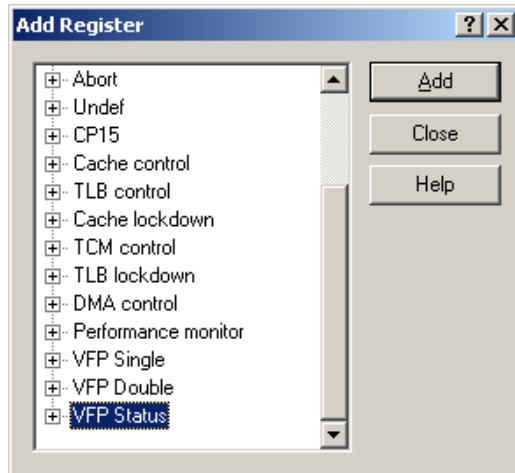 Add Register
Abort
Undef
CP15
Cache control
TLB control
Cache lockdown
TCM control
TLB lockdown
DMA control
Performance monitor
VFP Single
VFP Double
VFP Status
Add
Close
Help